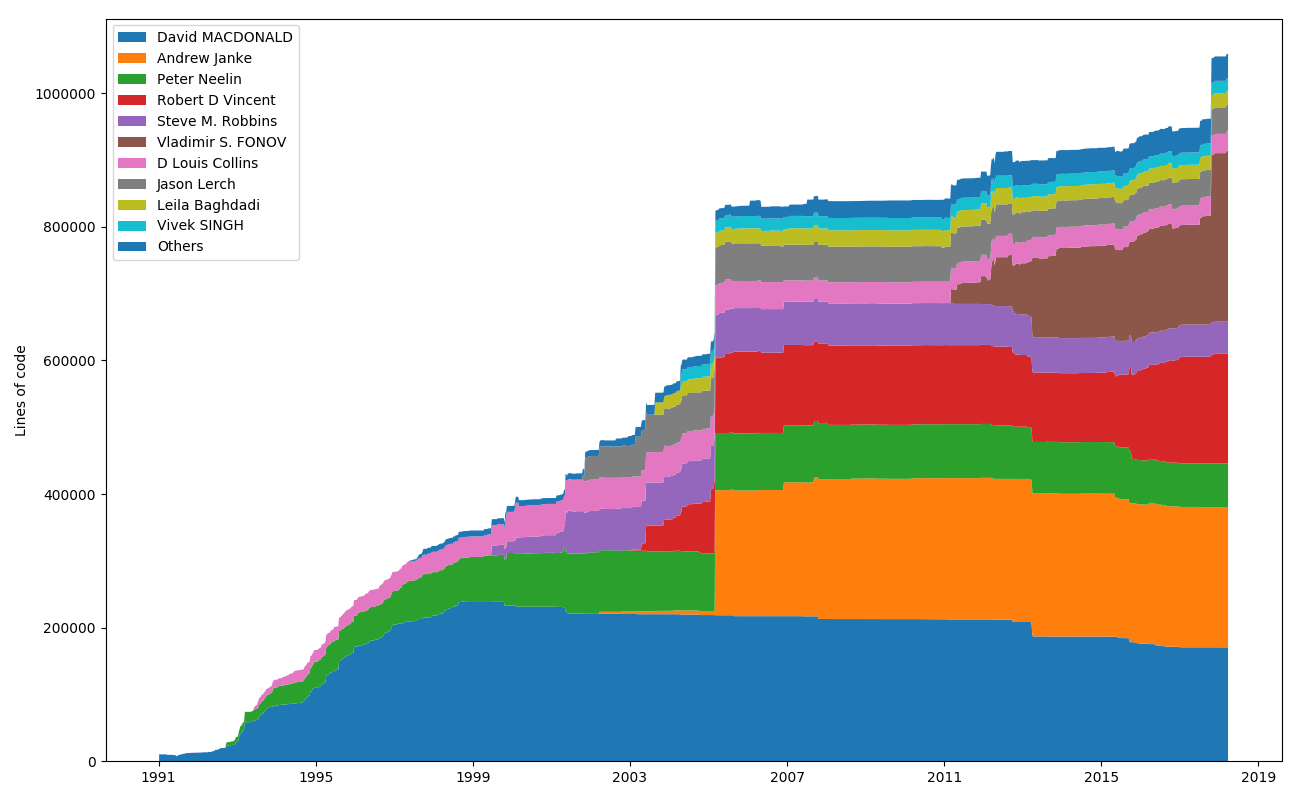 David MACDONALD
Andrew Janke
Peter Neelin
Robert D Vincent
Steve M. Robbins
Vladimir S. FONOV
D Louis Collins
Jason Lerch
Leila Baghdadi
Vivek SINGH
Others
Lines of code
1000000
800000
600000
400000
200000
0
1991 1995 1999 2003 2007 2011 2015 2019